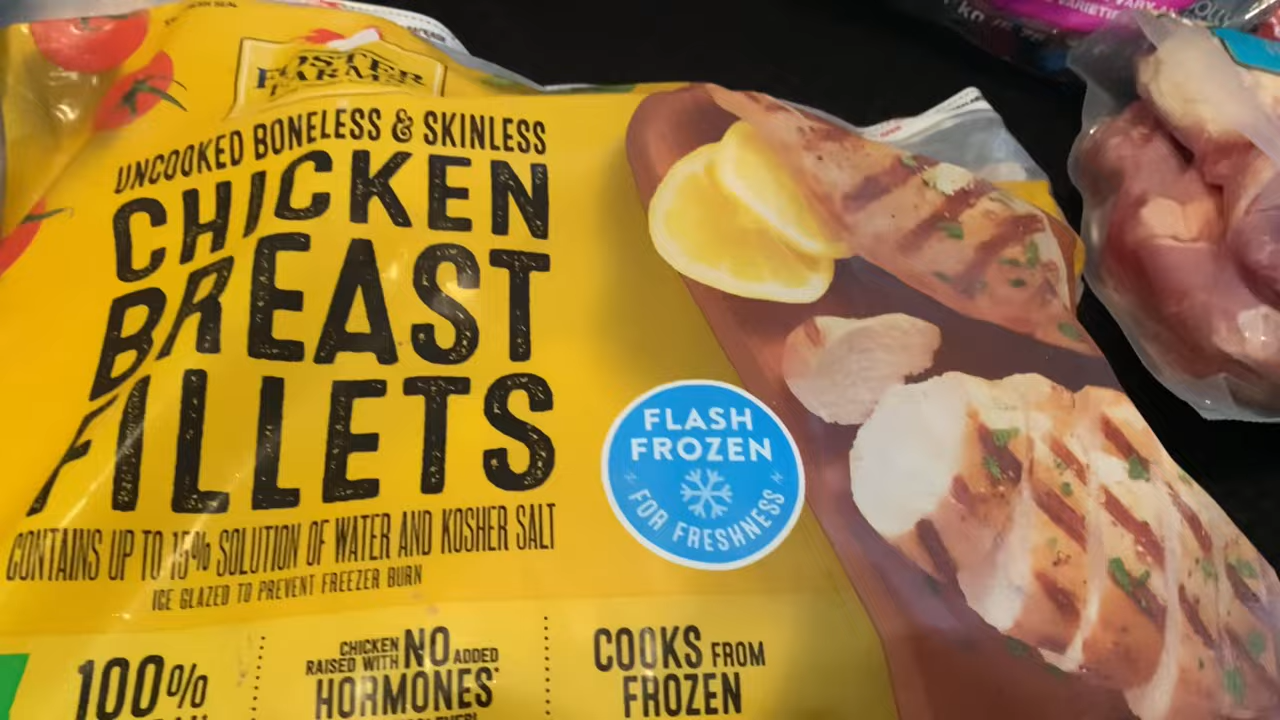 FOSTER
FARMS
UNCOOKED BONELESS & SKINLESS
CHICKEN
BREAST
FILLETS
CONTAINS UP TO 15% SOLUTION OF WATER AND KOSHER SALT
ICE GLAZED TO PREVENT FREEZER BURN
FLASH
FROZEN
FOR FRESHNESS
100%
CHICKEN
RAISED WITH NO ADDED
HORMONES*
COOKS FROM
FROZEN